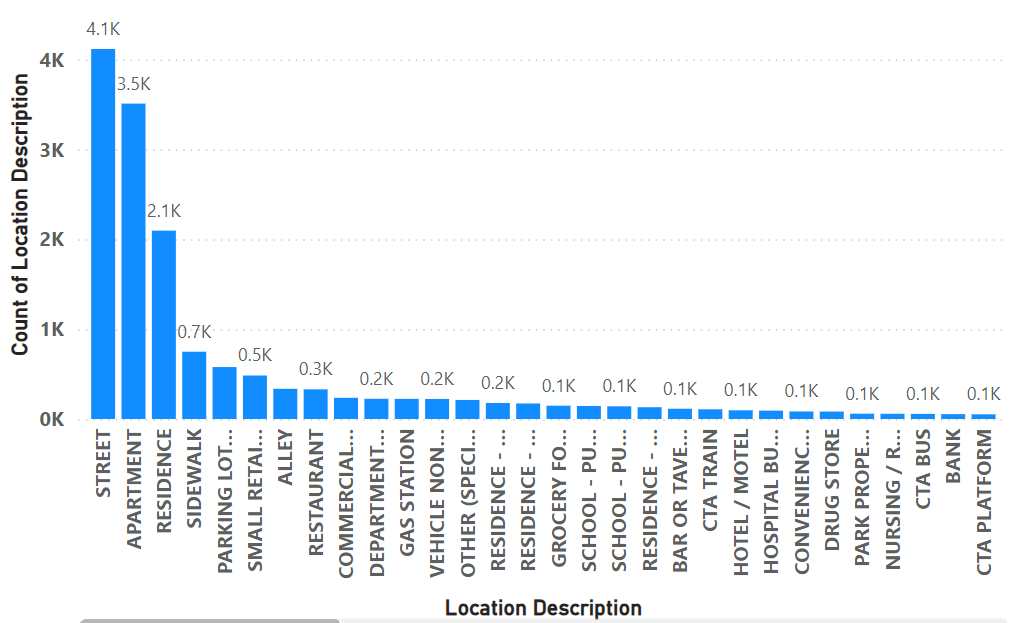 4.1K
3.5K
2.1K
0.7K
0.5K
0.3K
0.2K
0.2K
0.2K
0.1K
0.1K
0.1K
0.1K
0.1K
0.1K
0.1K
0.1K
4K
3K
2K
1K
0K
Count of Location Description
STREET
APARTMENT
RESIDENCE
SIDEWALK
PARKING LOT...
SMALL RETAI...
ALLEY
RESTAURANT
COMMERCIAL...
DEPARTMENT...
GAS STATION
VEHICLE NON...
OTHER (SPECI...
RESIDENCE - ...
RESIDENCE - ...
GROCERY FO...
SCHOOL - PU...
SCHOOL - PU...
RESIDENCE - ...
BAR OR TAVE...
CTA TRAIN
HOTEL / MOTEL
HOSPITAL BU...
CONVENIENC...
DRUG STORE
PARK PROPE...
NURSING / R...
CTA BUS
BANK
CTA PLATFORM
Location Description